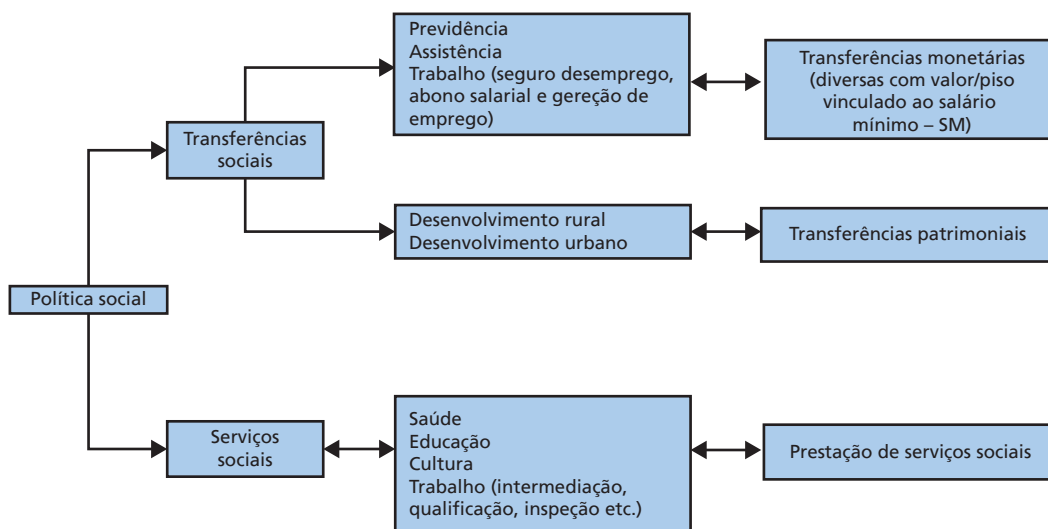 Previdência
Assistência
Trabalho (seguro desemprego,
abono salarial e gereção de
emprego)
Transferências monetárias
(diversas com valor/piso
vinculado ao salário
mínimo – SM)
Transferências
sociais
Desenvolvimento rural
Desenvolvimento urbano
Transferências patrimoniais
Política social
Serviços
sociais
Saúde
Educação
Cultura
Trabalho (intermediação,
qualificação, inspeção etc.)
Prestação de serviços sociais